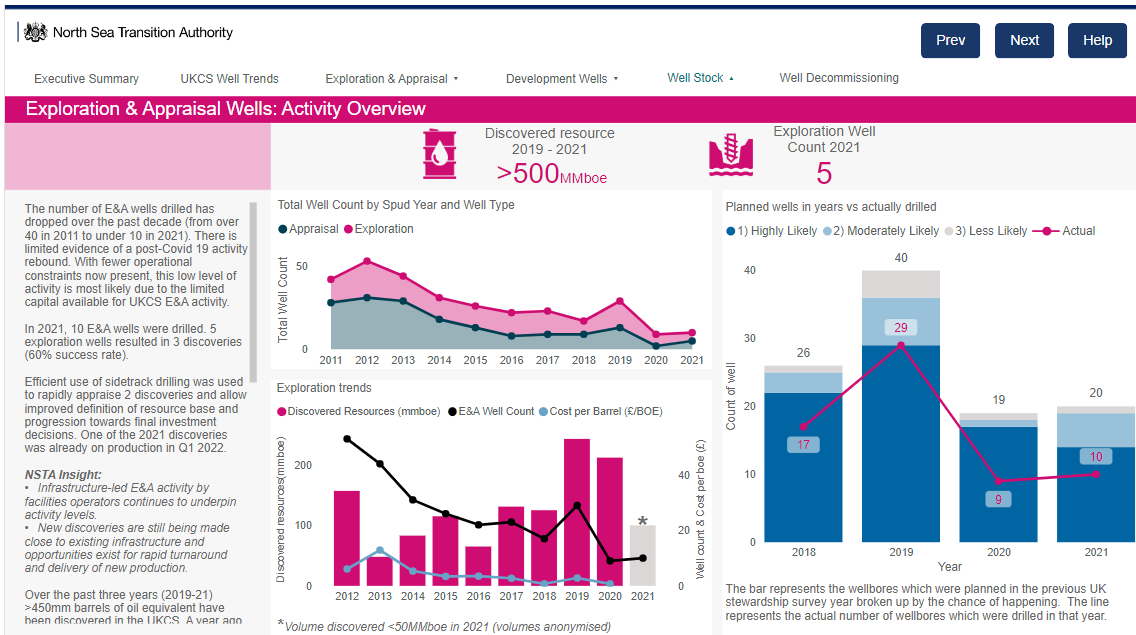 North Sea Transition Authority
Prev
Next
Help
Executive Summary
UKCS Well Trends
Exploration & Appraisal
Development Wells
Well Stock
Well Decommissioning
Exploration & Appraisal Wells: Activity Overview
Discovered resource
2019 - 2021
>500MMboe
Exploration Well
Count 2021
5
The number of E&A wells drilled has
dropped over the past decade (from over
40 in 2011 to under 10 in 2021). There is
limited evidence of a post-Covid 19 activity
rebound. With fewer operational
constraints now present, this low level of
activity is most likely due to the limited
capital available for UKCS E&A activity.
In 2021, 10 E&A wells were drilled. 5
exploration wells resulted in 3 discoveries
(60% success rate).
Efficient use of sidetrack drilling was used
to rapidly appraise 2 discoveries and allow
improved definition of resource base and
progression towards final investment
decisions. One of the 2021 discoveries
was already on production in Q1 2022.
NSTA Insight:
• Infrastructure-led E&A activity by
facilities operators continues to underpin
activity levels.
• New discoveries are still being made
close to existing infrastructure and
opportunities exist for rapid turnaround
and delivery of new production.
Over the past three years (2019-21)
>450mm barrels of oil equivalent have
been discovered in the UKCS. A year ago
Total Well Count by Spud Year and Well Type
Appraisal
Exploration
Total Well Count
50
0
2011 2012 2013 2014 2015 2016 2017 2018 2019 2020 2021
Exploration trends
Discovered Resources (mmboe)
E&A Well Count
Cost per Barrel (£/BOE)
Discovered resources(mmboe)
200
100
0
Well count & Cost per boe (£)
40
20
0
*
2012 2013 2014 2015 2016 2017 2018 2019 2020 2021
*Volume discovered <50MMboe in 2021 (volumes anonymised)
Planned wells in years vs actually drilled
1) Highly Likely
2) Moderately Likely
3) Less Likely
Actual
Count of well
40
30
20
10
0
26
40
19
20
17
29
9
10
2018 2019 2020 2021
Year
The bar represents the wellbores which were planned in the previous UK
stewardship survey year broken up by the chance of happening. The line
represents the actual number of wellbores which were drilled in that year.